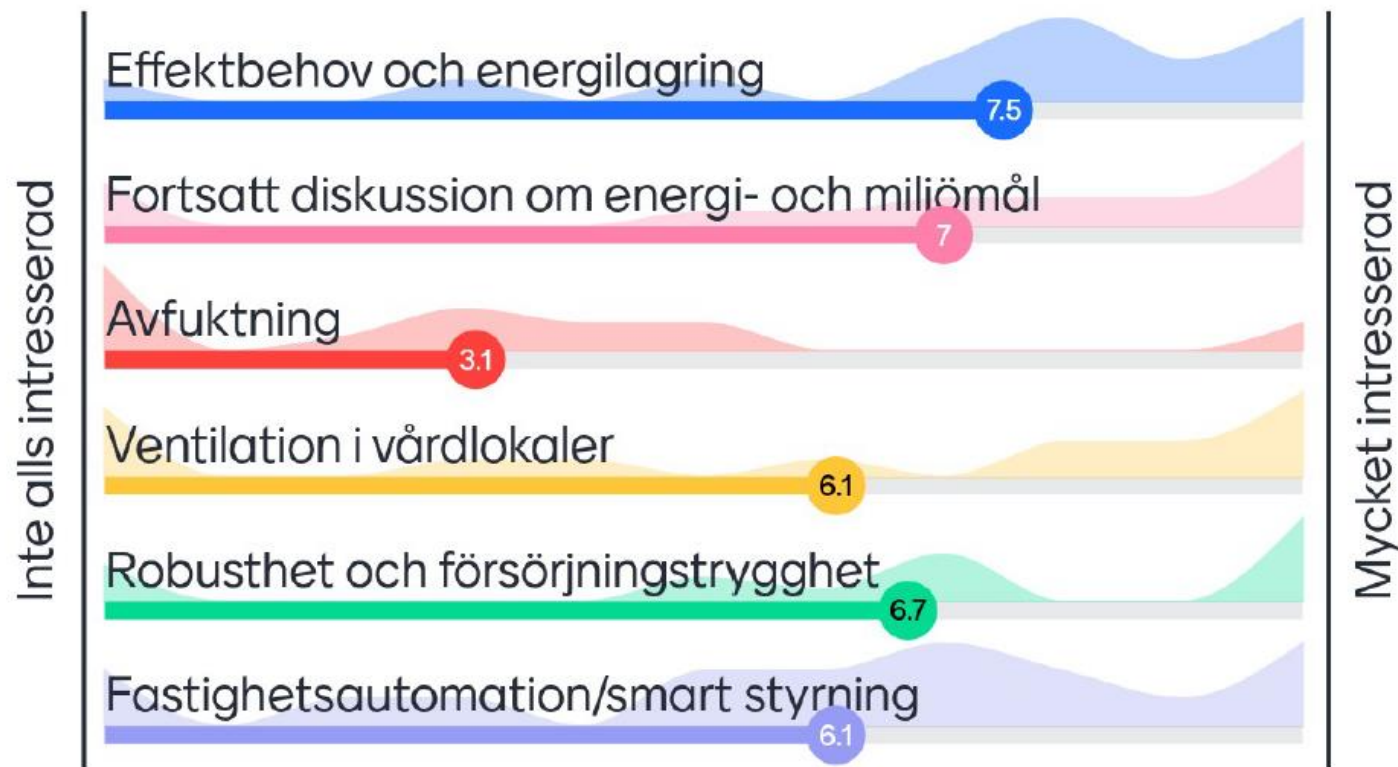 Inte alls intresserad
Effektbehov och energilagring
7.5
Fortsatt diskussion om energi- och miljömål
7
Avfuktning
3.1
Ventilation i vårdlokaler
6.1
Robusthet och försörjningstrygghet
6.7
Fastighetsautomation/smart styrning
6.1
Mycket intresserad